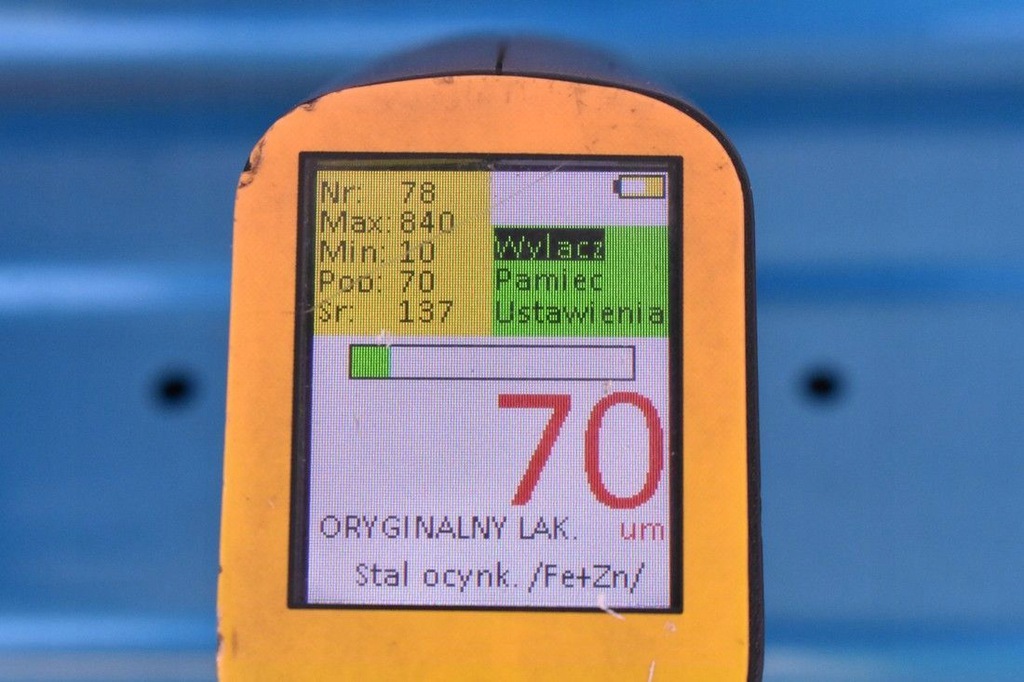 Nr: 78
Max: 840
Min: 10
Pop: 70
Sr: 137
Wylacz
Pamiec
Ustawienia
70
ORYGINALNY LAK. um
Stal ocynk. /Fe+Zn/